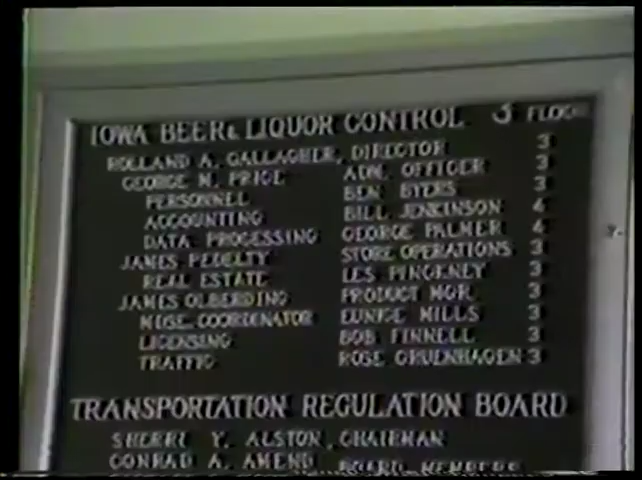 IOWA BEER & LIQUOR CONTROL 3 FLOOR
ROLLAND A. GALLAGHER, DIRECTOR 3
GEORGE M. PRICE ADM. OFFICER 3
PERSONNEL BEN BYERS 3
ACCOUNTING BILL JENKINSON 4
DATA PROCESSING GEORGE PALMER 4
JAMES PEDELTY STORE OPERATIONS 3
REAL ESTATE LES PINCKNEY 3
JAMES OLBERDING PRODUCT MGR. 3
MDSE. COORDINATOR EUNICE MILLS 3
LICENSING BOB FINNELL 3
TRAFFIC ROSE GRUENHAGEN 3
TRANSPORTATION REGULATION BOARD
SHERRI Y. ALSTON, CHAIRMAN
CONRAD A. AMEND BOARD MEMBERS